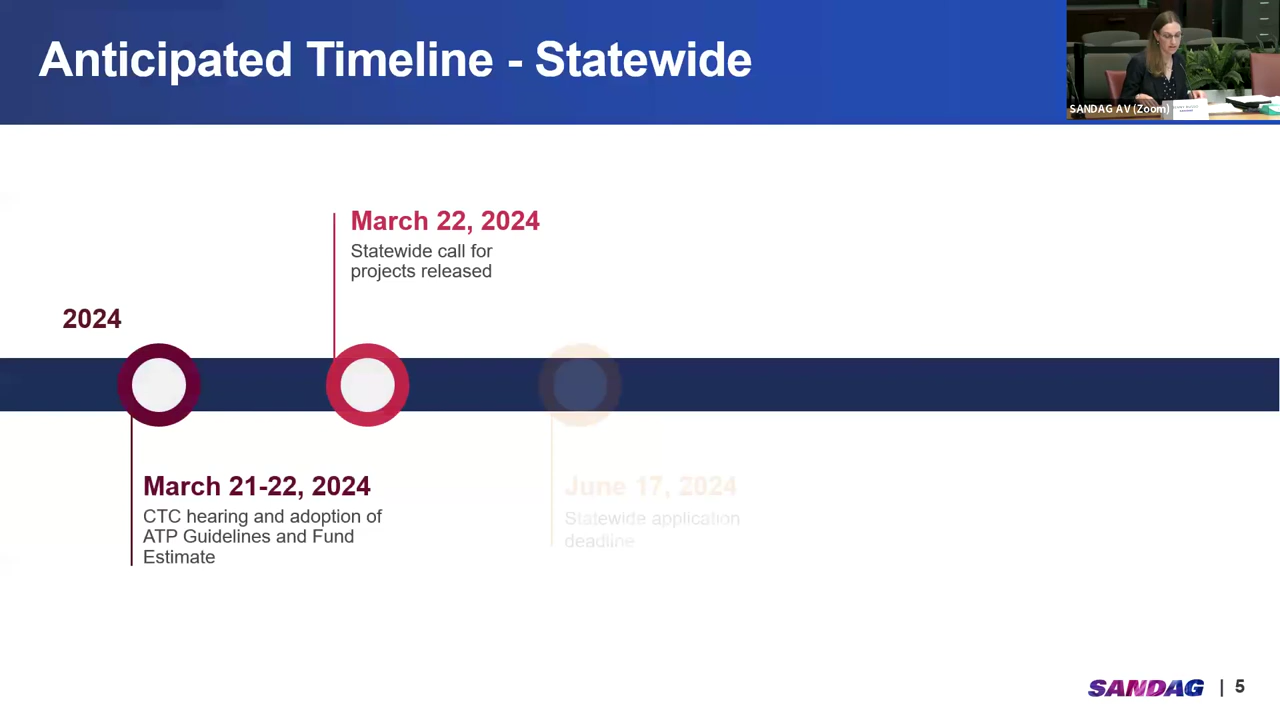 Anticipated Timeline - Statewide
SANDAG AV (Zoom)
March 22, 2024
Statewide call for
projects released
2024
March 21-22, 2024
CTC hearing and adoption of
ATP Guidelines and Fund
Estimate
June 17, 2024
Statewide application
deadline
SANDAG | 5